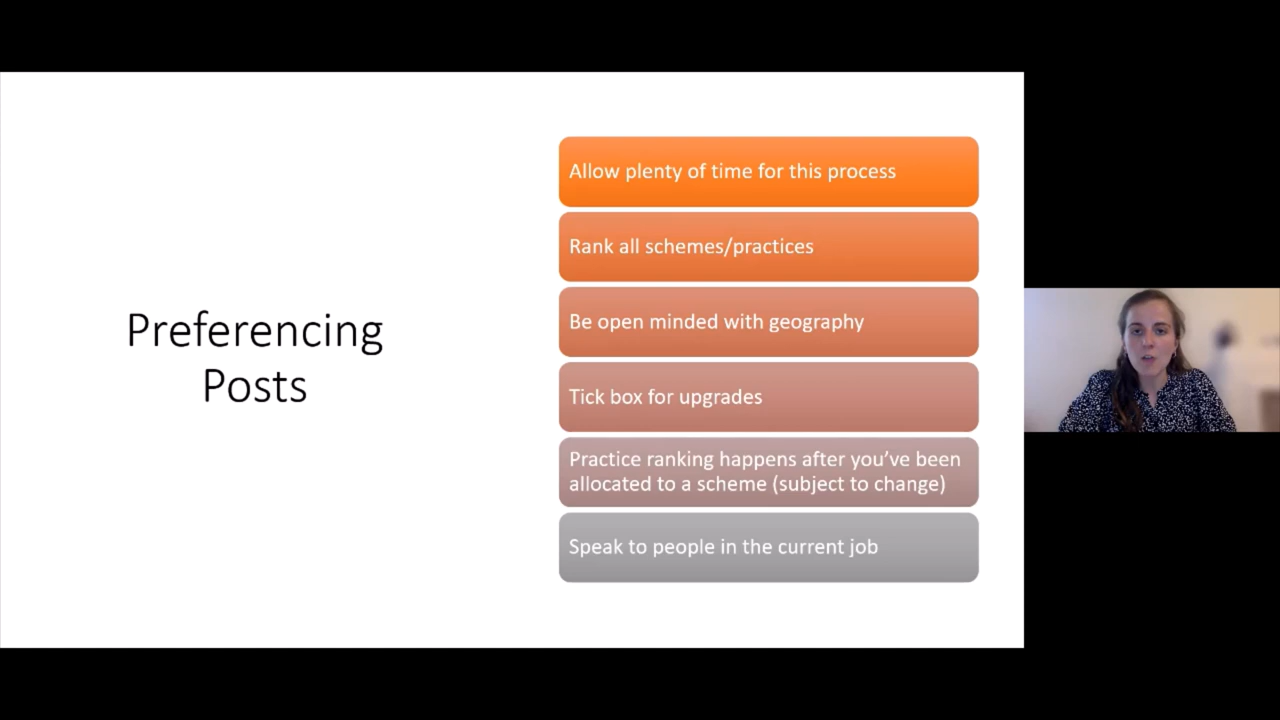 Preferencing
Posts
Allow plenty of time for this process
Rank all schemes/practices
Be open minded with geography
Tick box for upgrades
Practice ranking happens after you’ve been
allocated to a scheme (subject to change)
Speak to people in the current job